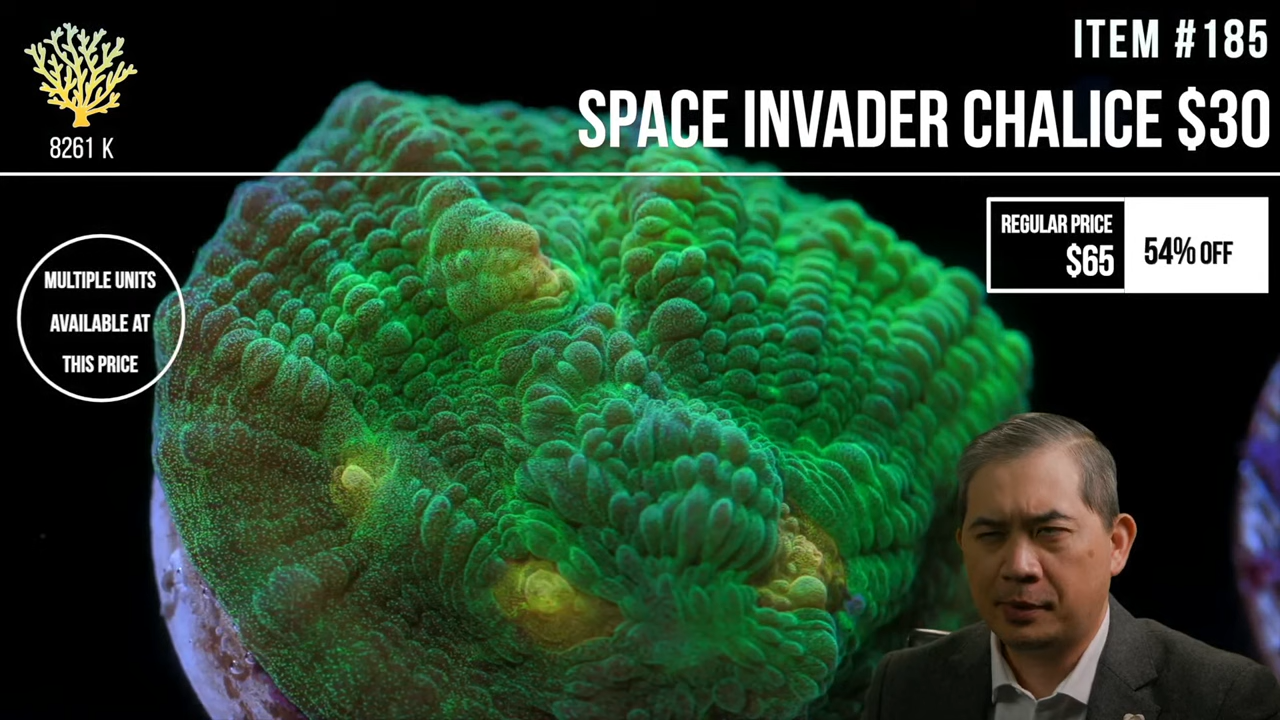 8261 K
ITEM #185
SPACE INVADER CHALICE $30
REGULAR PRICE
$65
54% OFF
MULTIPLE UNITS
AVAILABLE AT
THIS PRICE